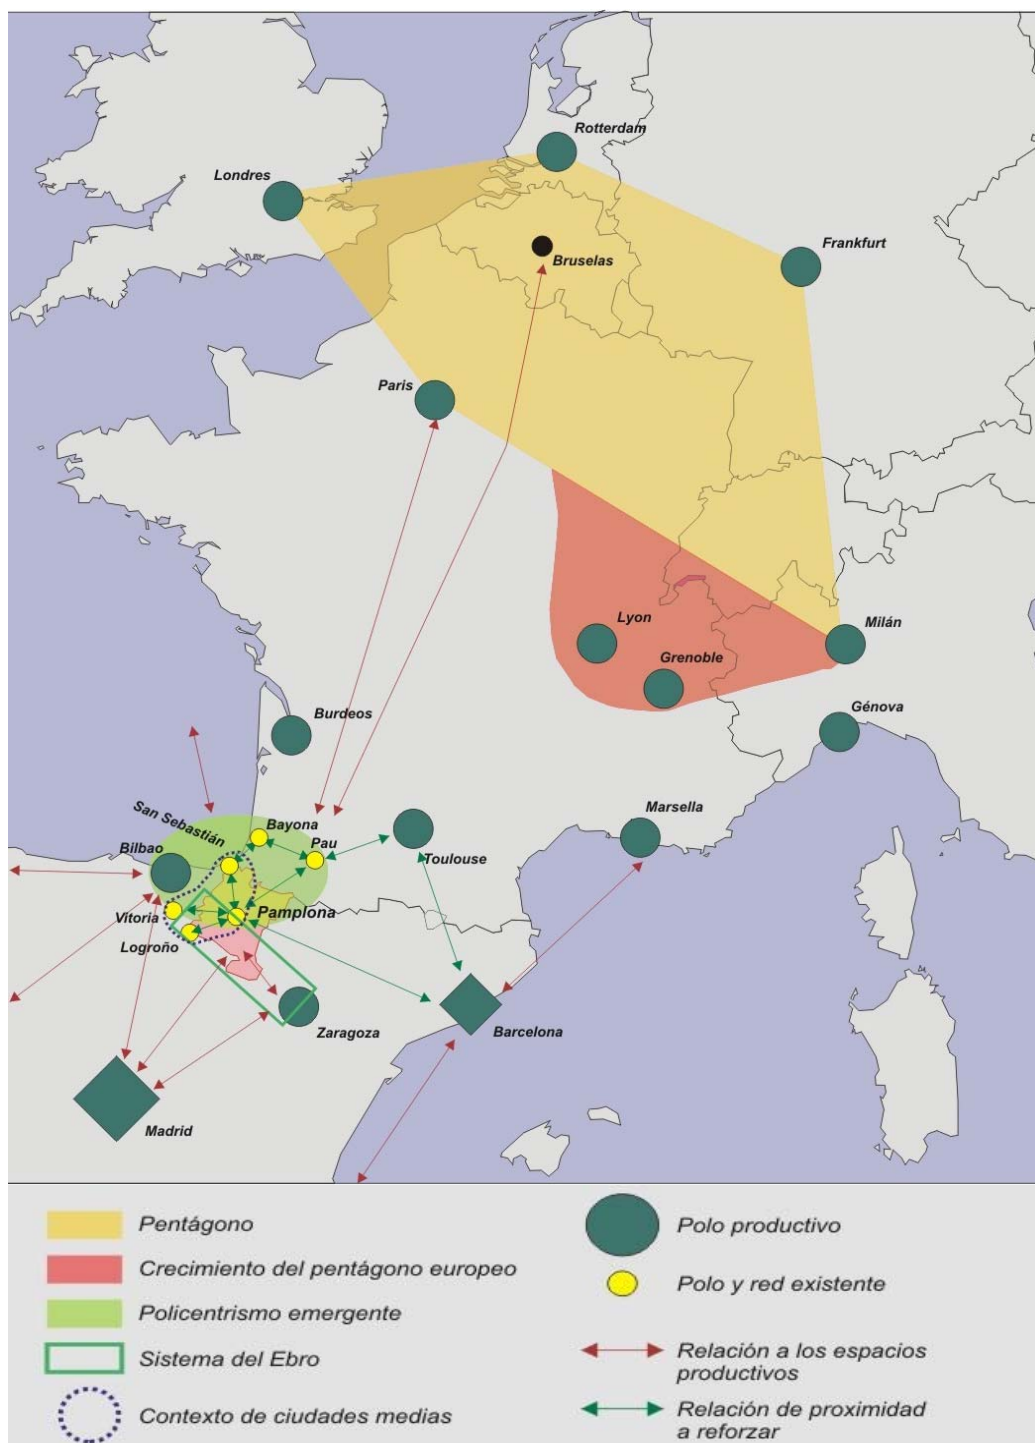 Rotterdam
Londres
Frankfurt
Bruselas
Paris
Lyon
Milán
Grenoble
Génova
Burdeos
Marsella
San Sebastián
Bayona
Bilbao
Pau
Toulouse
Vitoria
Pamplona
Logroño
Zaragoza
Barcelona
Madrid
Pentágono
Crecimiento del pentágono europeo
Policentrismo emergente
Sistema del Ebro
Contexto de ciudades medias
Polo productivo
Polo y red existente
Relación a los espacios
productivos
Relación de proximidad
a reforzar